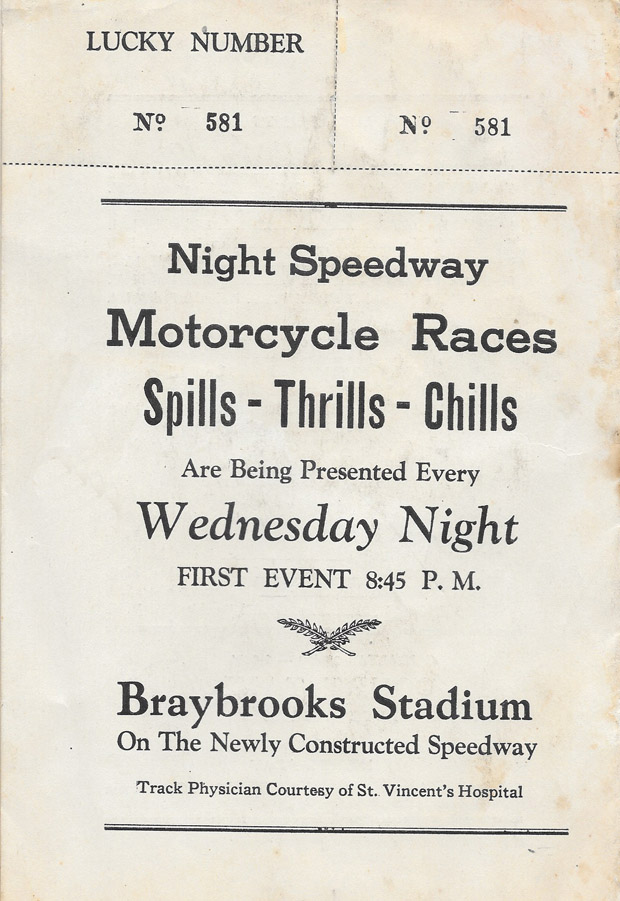 LUCKY NUMBER
Nº 581
Nº 581
Night Speedway
Motorcycle Races
Spills - Thrills - Chills
Are Being Presented Every
Wednesday Night
FIRST EVENT 8:45 P. M.
Braybrooks Stadium
On The Newly Constructed Speedway
Track Physician Courtesy of St. Vincent's Hospital